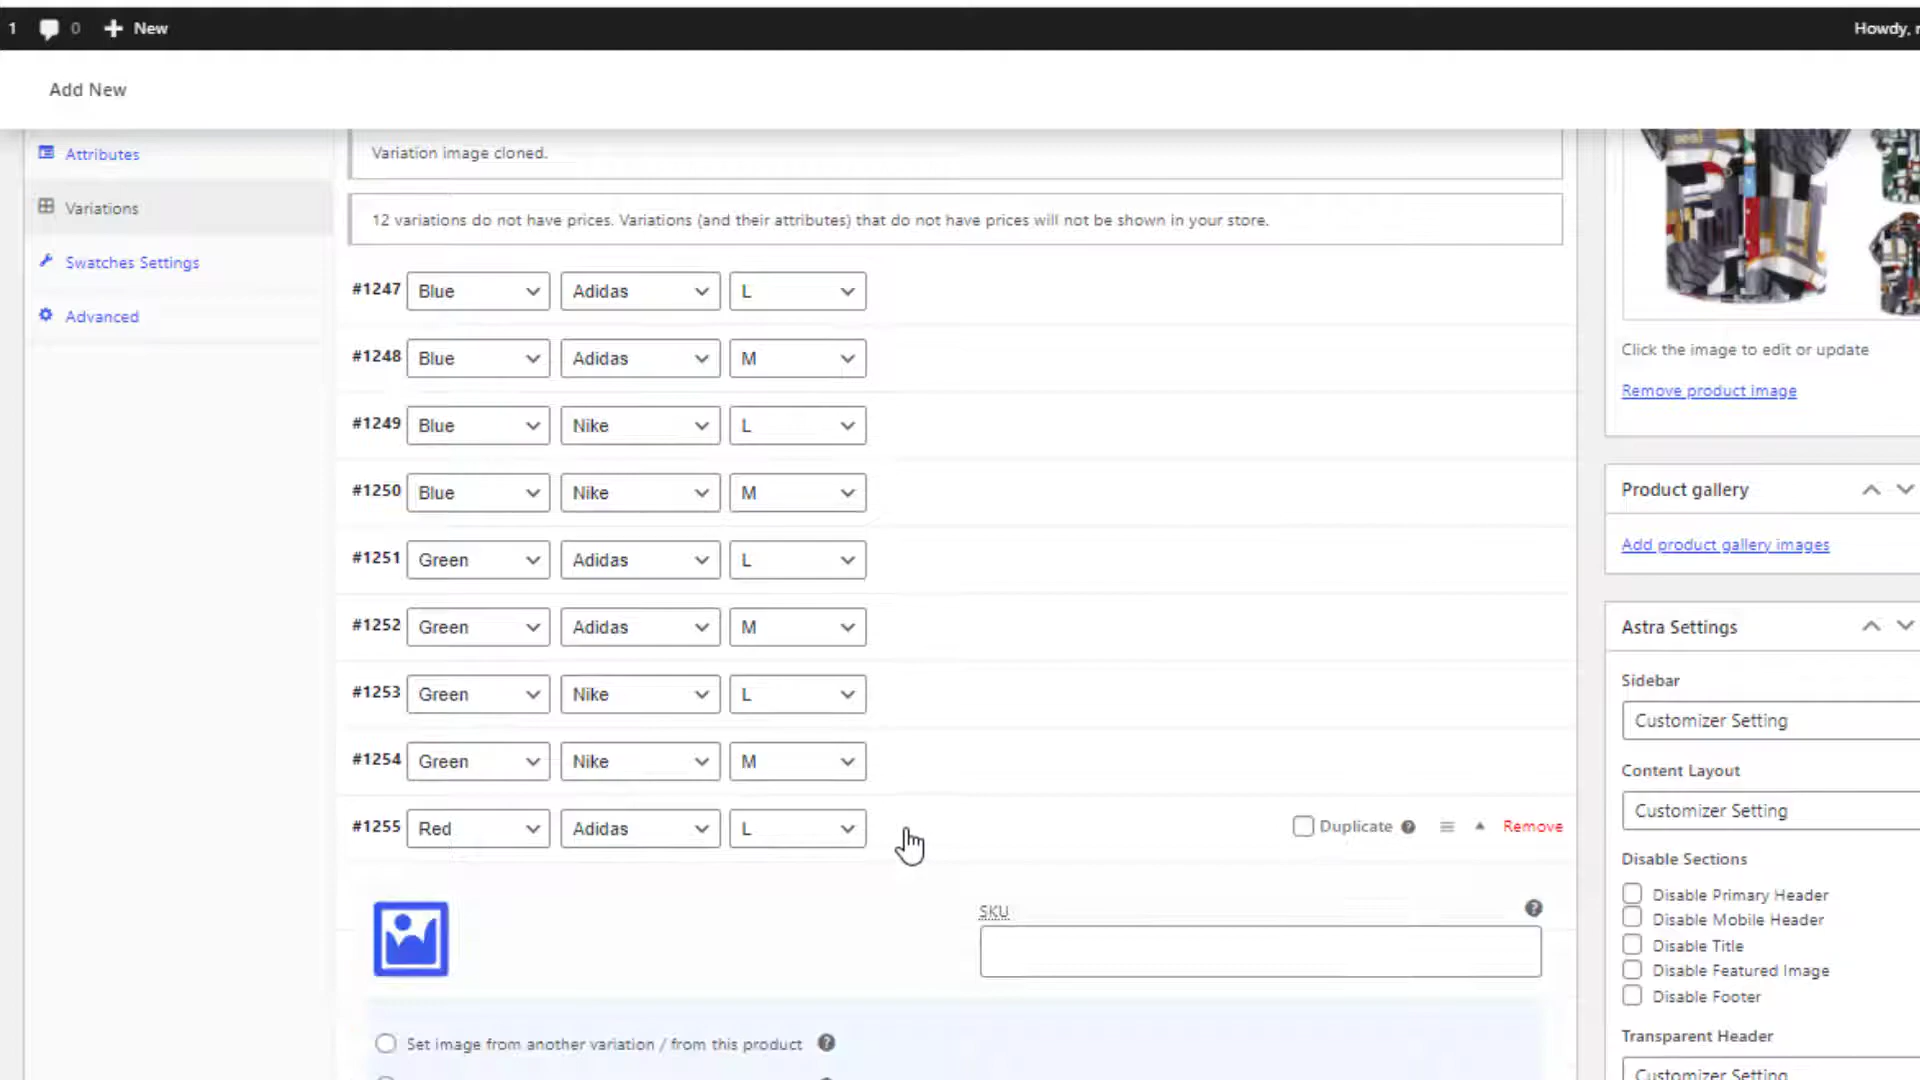 1 0 New
Howdy,
Add New
Attributes
Variations
Swatches Settings
Advanced
Variation image cloned.
12 variations do not have prices. Variations (and their attributes) that do not have prices will not be shown in your store.
#1247 Blue Adidas L
#1248 Blue Adidas M
#1249 Blue Nike L
#1250 Blue Nike M
#1251 Green Adidas L
#1252 Green Adidas M
#1253 Green Nike L
#1254 Green Nike M
#1255 Red Adidas L Duplicate Remove
SKU
Set image from another variation / from this product
Click the image to edit or update
Remove product image
Product gallery
Add product gallery images
Astra Settings
Sidebar
Customizer Setting
Content Layout
Customizer Setting
Disable Sections
Disable Primary Header
Disable Mobile Header
Disable Title
Disable Featured Image
Disable Footer
Transparent Header
Customizer Setting